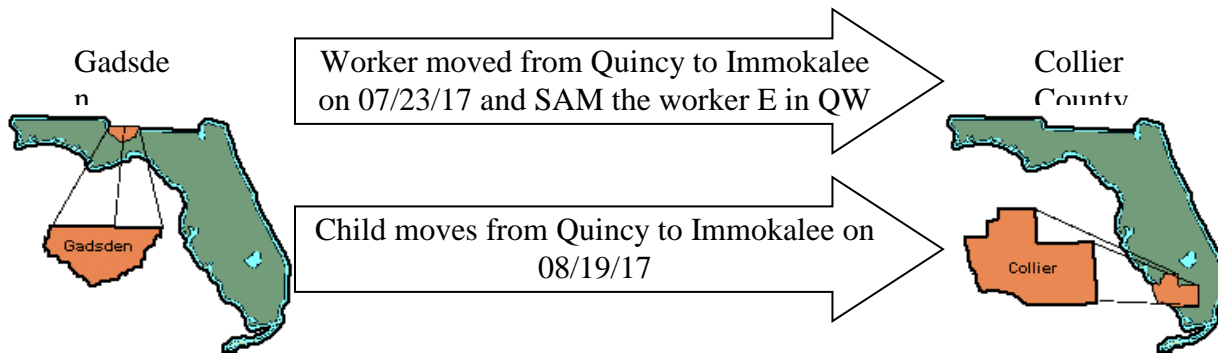 Gadsde
n
Worker moved from Quincy to Immokalee
on 07/23/17 and SAM the worker E in QW
Collier
County
Gadsden
Child moves from Quincy to Immokalee on
08/19/17
Collier